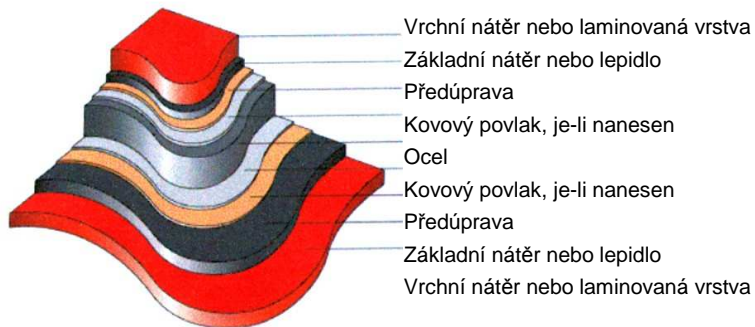 Vrchní nátěr nebo laminovaná vrstva
Základní nátěr nebo lepidlo
Předúprava
Kovový povlak, je-li nanesen
Ocel
Kovový povlak, je-li nanesen
Předúprava
Základní nátěr nebo lepidlo
Vrchní nátěr nebo laminovaná vrstva